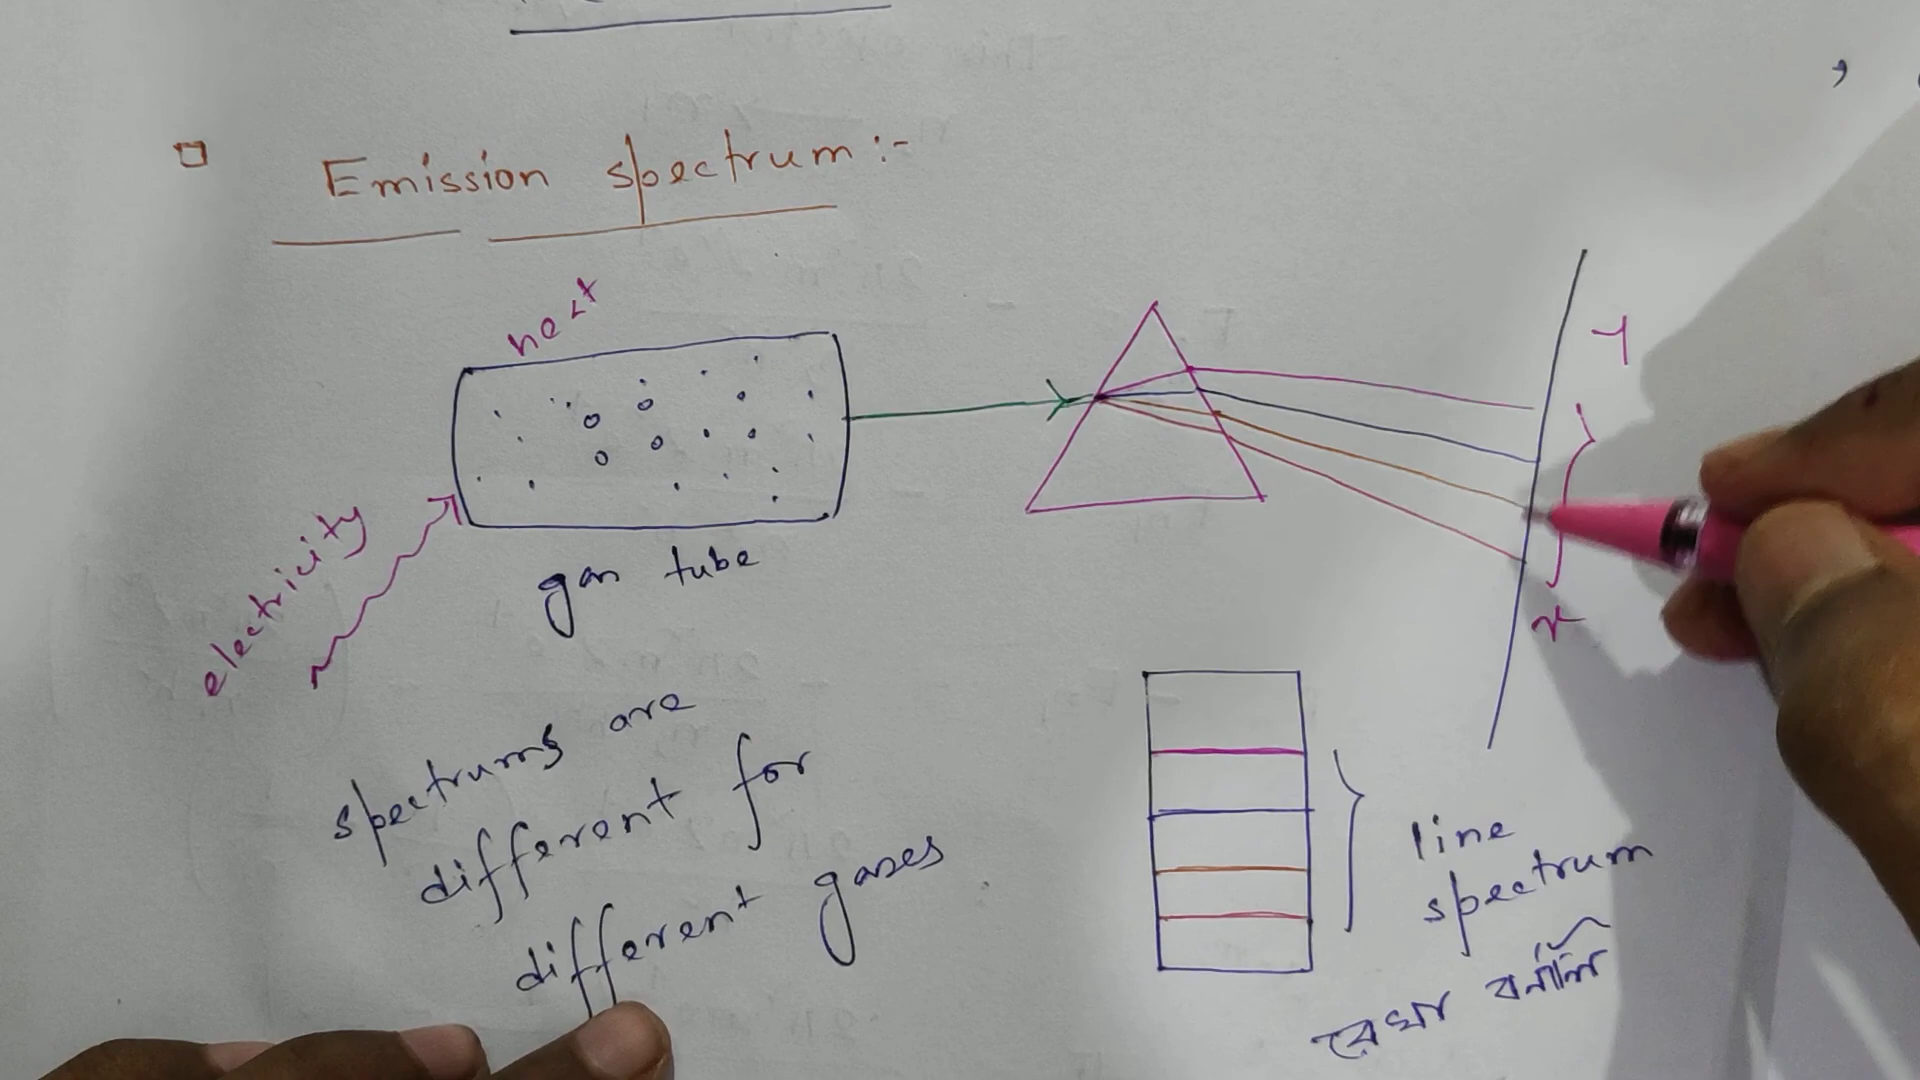 Emission spectrum :-
heat
electricity
gas tube
Y
x
spectrums are
different for
different gases
line
spectrum
রেখার বর্ণালি